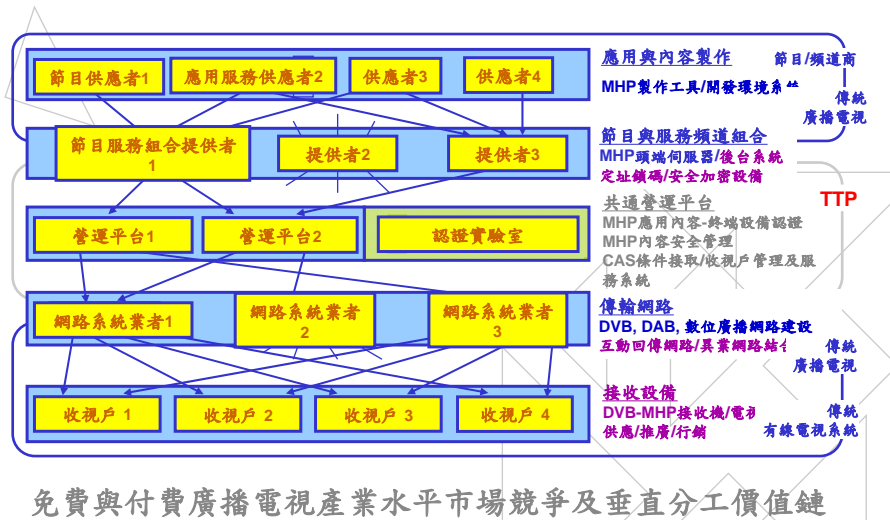 節目供應者1
應用服務供應者2
供應者3
供應者4
應用與內容製作
MHP製作工具/開發環境系
節目/頻道商
傳統
廣播電視
節目服務組合提供者
1
提供者2
提供者3
節目與服務頻道組合
MHP頭端伺服器/後台系統
定址鎖碼/安全加密設備
營運平台1
營運平台2
認證實驗室
共通營運平台
MHP應用內容-終端設備認證
MHP內容安全管理
CAS條件接取/收視戶管理及服
務系統
TTP
網路系統業者1
網路系統業者
2
網路系統業者
3
傳輸網路
DVB, DAB, 數位廣播網路建設
互動回傳網路/異業網路結
傳統
廣播電視
收視戶 1
收視戶 2
收視戶 3
收視戶 4
接收設備
DVB-MHP接收機/電視
供應/推廣/行銷
傳統
有線電視系統
免費與付費廣播電視產業水平市場競爭及垂直分工價值鏈